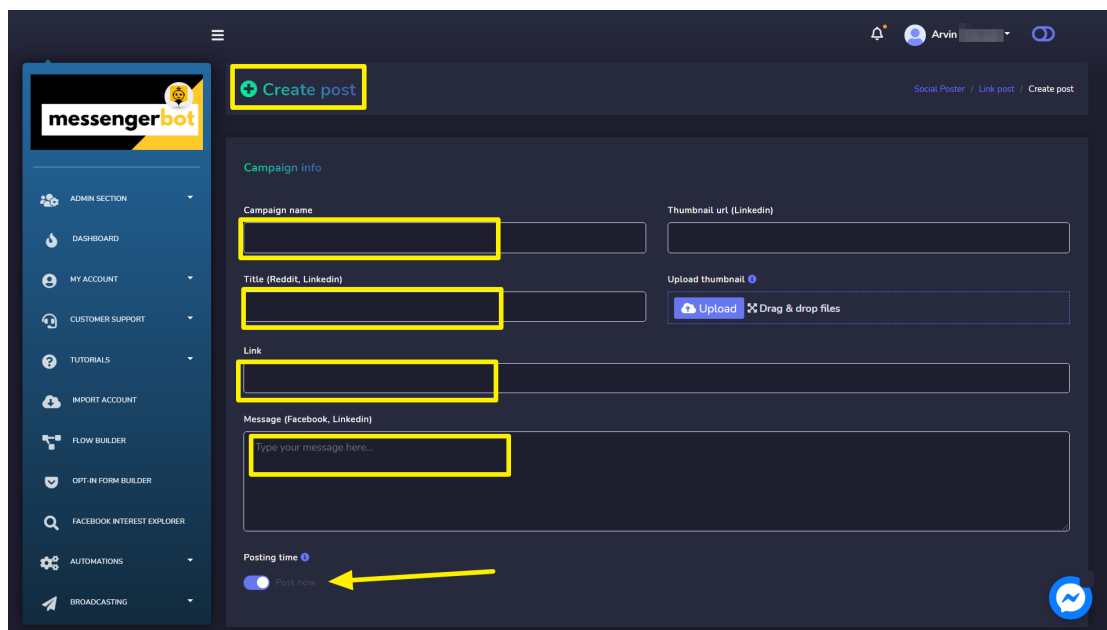 Arvin
messengerbot
Create post
Social Poster / Link post / Create post
Campaign info
ADMIN SECTION
DASHBOARD
MY ACCOUNT
CUSTOMER SUPPORT
TUTORIALS
IMPORT ACCOUNT
FLOW BUILDER
OPT-IN FORM BUILDER
FACEBOOK INTEREST EXPLORER
AUTOMATIONS
BROADCASTING
Campaign name
Thumbnail url (Linkedin)
Title (Reddit, Linkedin)
Upload thumbnail
Upload Drag & drop files
Link
Message (Facebook, Linkedin)
Type your message here...
Posting time
Post now